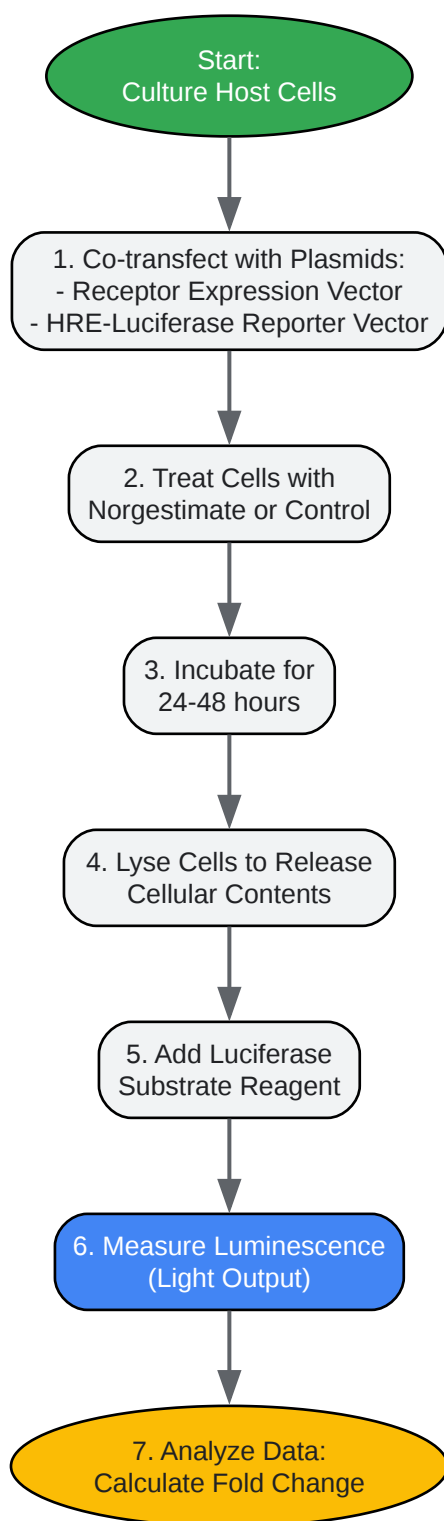 Start:
Culture Host Cells
1. Co-transfect with Plasmids:
- Receptor Expression Vector
- HRE-Luciferase Reporter Vector
2. Treat Cells with
Norgestimate or Control
3. Incubate for
24-48 hours
4. Lyse Cells to Release
Cellular Contents
5. Add Luciferase
Substrate Reagent
6. Measure Luminescence
(Light Output)
7. Analyze Data:
Calculate Fold Change